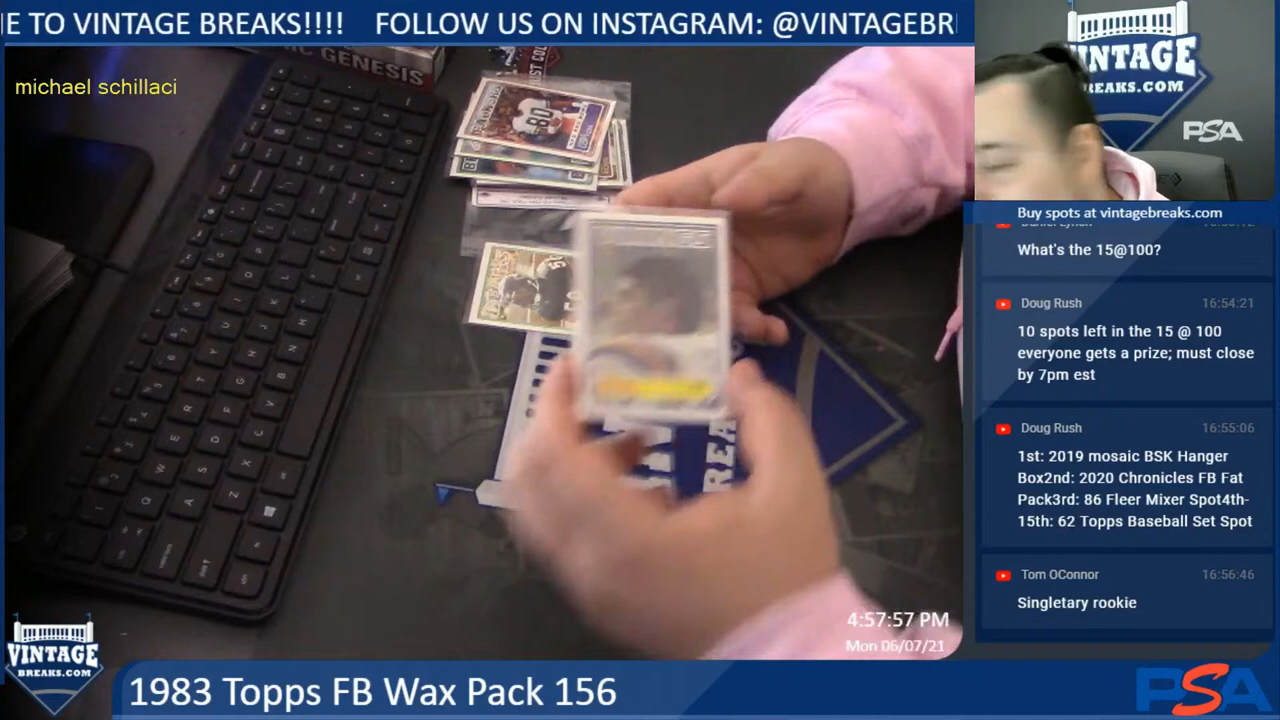 E TO VINTAGE BREAKS!!!! FOLLOW US ON INSTAGRAM: @VINTAGEBR
michael schillaci
GENESIS
80
VINTAGE
BREAKS.COM
PSA
Buy spots at vintagebreaks.com
What's the 15@100?
Doug Rush 16:54:21
10 spots left in the 15 @ 100
everyone gets a prize; must close
by 7pm est
Doug Rush 16:55:06
1st: 2019 mosaic BSK Hanger
Box2nd: 2020 Chronicles FB Fat
Pack3rd: 86 Fleer Mixer Spot4th-
15th: 62 Topps Baseball Set Spot
Tom OConnor 16:56:46
Singletary rookie
4:57:57 PM
Mon 06/07/21
VINTAGE
BREAKS.COM
1983 Topps FB Wax Pack 156
PSA